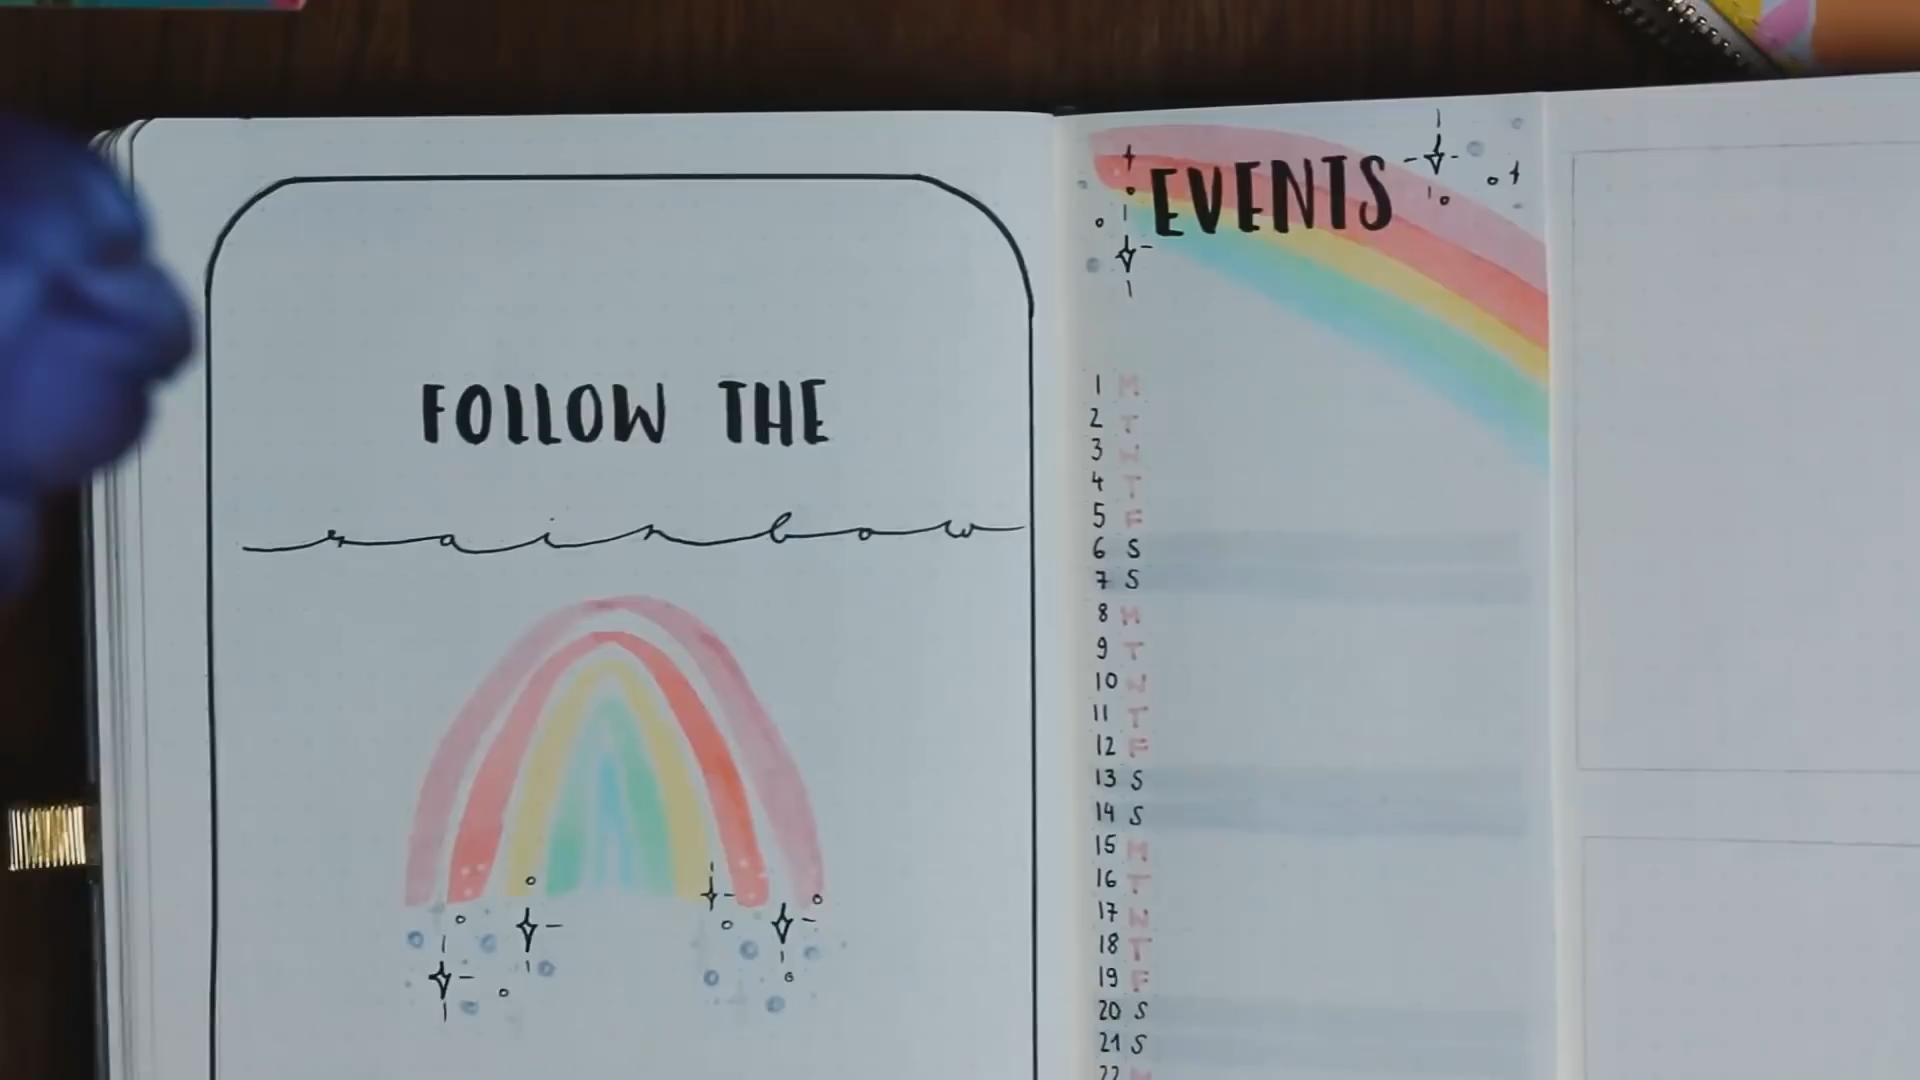 FOLLOW THE
rainbow
EVENTS
1 M
2 T
3 W
4 T
5 F
6 S
7 S
8 M
9 T
10 W
11 T
12 F
13 S
14 S
15 M
16 T
17 W
18 T
19 F
20 S
21 S
22 M